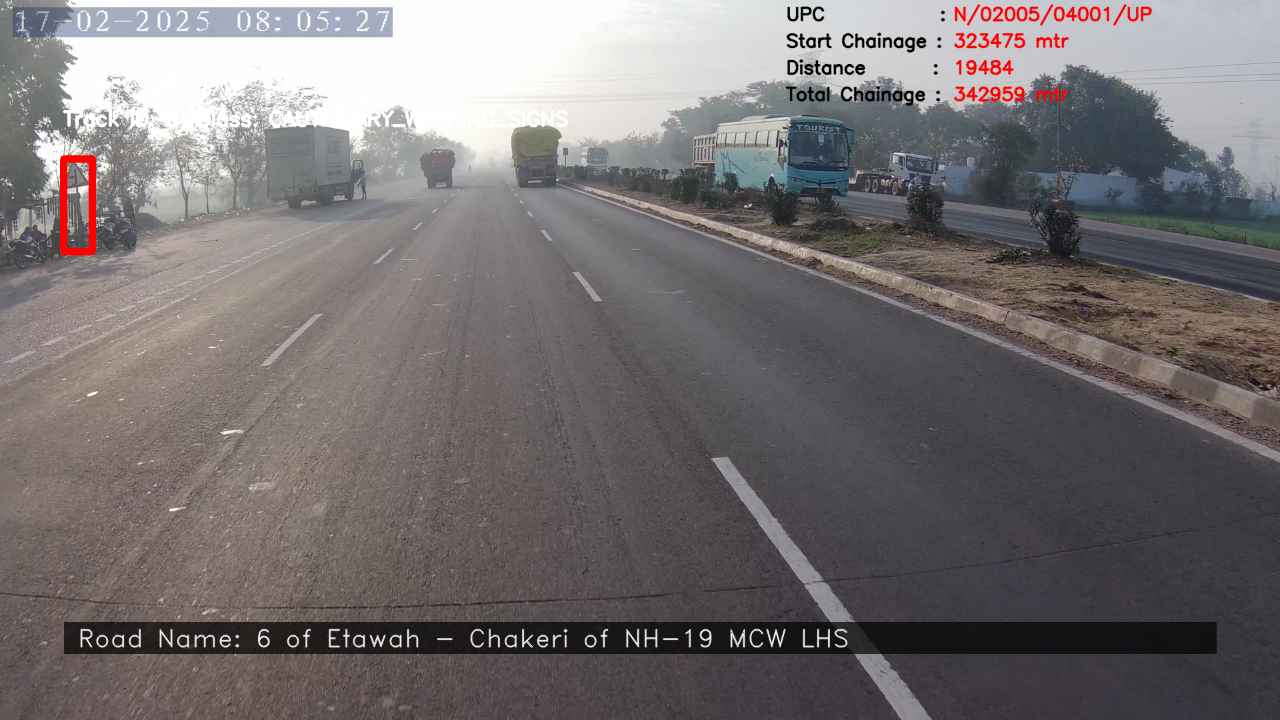 17-02-2025 08:05:27
UPC : N/02005/04001/UP
Start Chainage : 323475 mtr
Distance : 19484
Total Chainage : 342959 mtr
Track
TOURIST
Road Name: 6 of Etawah - Chakeri of NH-19 MCW LHS